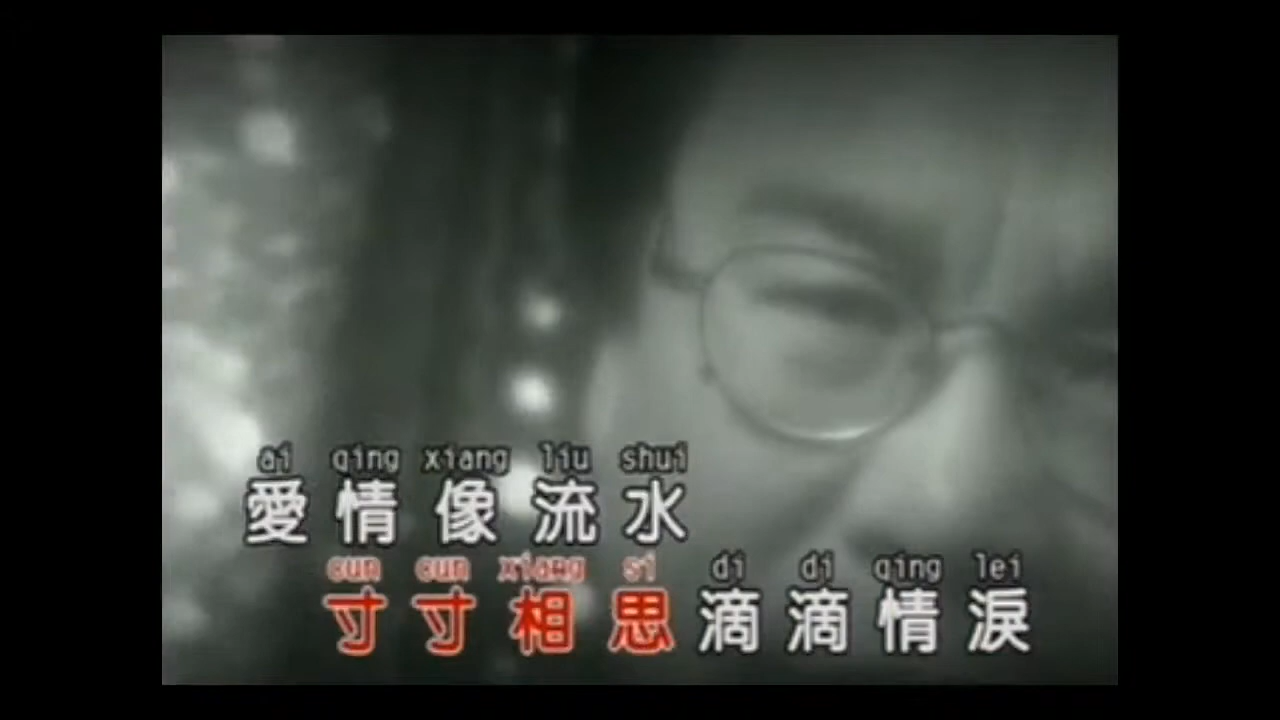 ai qing xiang liu shui
愛情像流水
cun cun xiang si di di qing lei
寸寸相思滴滴情淚